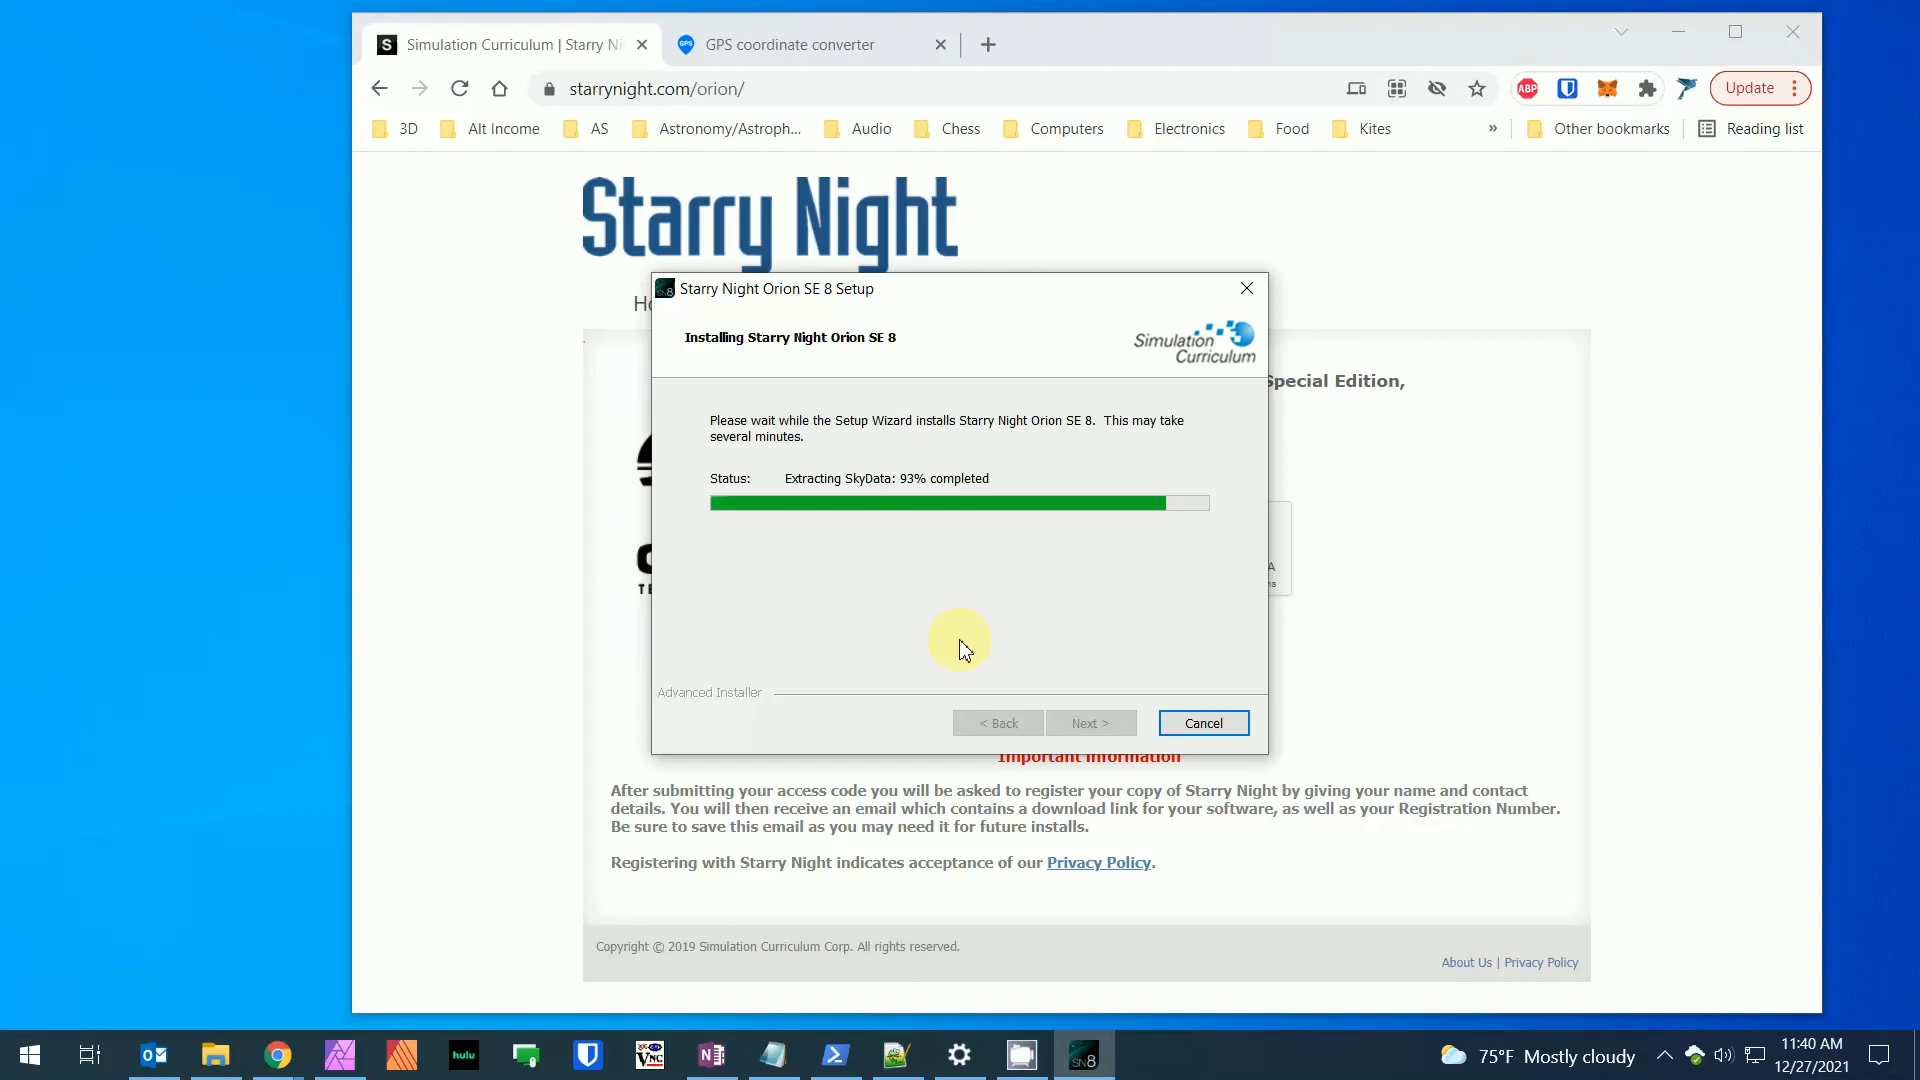 S Simulation Curriculum | Starry Ni
GPS GPS coordinate converter
starrynight.com/orion/
ABP
Update
3D
Alt Income
AS
Astronomy/Astroph...
Audio
Chess
Computers
Electronics
Food
Kites
»
Other bookmarks
Reading list
Starry Night
Starry Night Orion SE 8 Setup
Installing Starry Night Orion SE 8
Simulation
Curriculum
Special Edition,
Please wait while the Setup Wizard installs Starry Night Orion SE 8. This may take
several minutes.
Status: Extracting SkyData: 93% completed
Advanced Installer
< Back
Next >
Cancel
Important Information
After submitting your access code you will be asked to register your copy of Starry Night by giving your name and contact
details. You will then receive an email which contains a download link for your software, as well as your Registration Number.
Be sure to save this email as you may need it for future installs.
Registering with Starry Night indicates acceptance of our Privacy Policy.
Copyright © 2019 Simulation Curriculum Corp. All rights reserved.
About Us | Privacy Policy
hulu
VNC
SN8
75°F Mostly cloudy
11:40 AM
12/27/2021